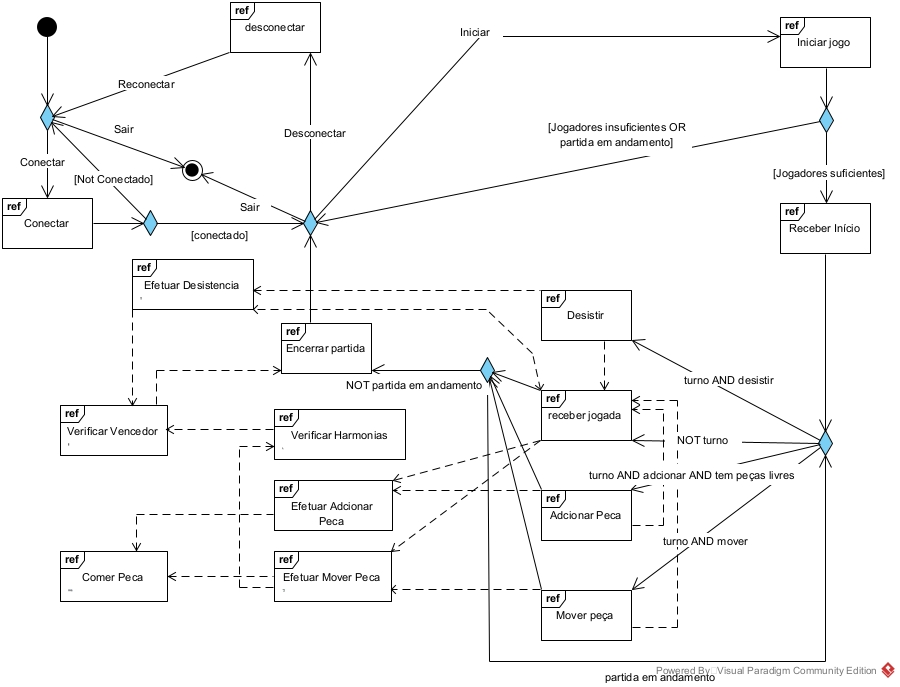 ref
desconectar
Iniciar
ref
Iniciar jogo
Reconectar
Sair
Desconectar
[Jogadores insuficientes OR
partida em andamento]
Conectar
[Not Conectado]
[Jogadores suficientes]
ref
Conectar
Sair
[conectado]
ref
Receber Início
ref
Efetuar Desistencia
ref
Desistir
ref
Encerrar partida
NOT partida em andamento
turno AND desistir
ref
receber jogada
ref
Verificar Vencedor
ref
Verificar Harmonias
NOT turno
turno AND adcionar AND tem peças livres
ref
Efetuar Adcionar
Peca
ref
Adcionar Peca
turno AND mover
ref
Comer Peca
ref
Efetuar Mover Peca
ref
Mover peça
Powered By Visual Paradigm Community Edition
partida em andamento